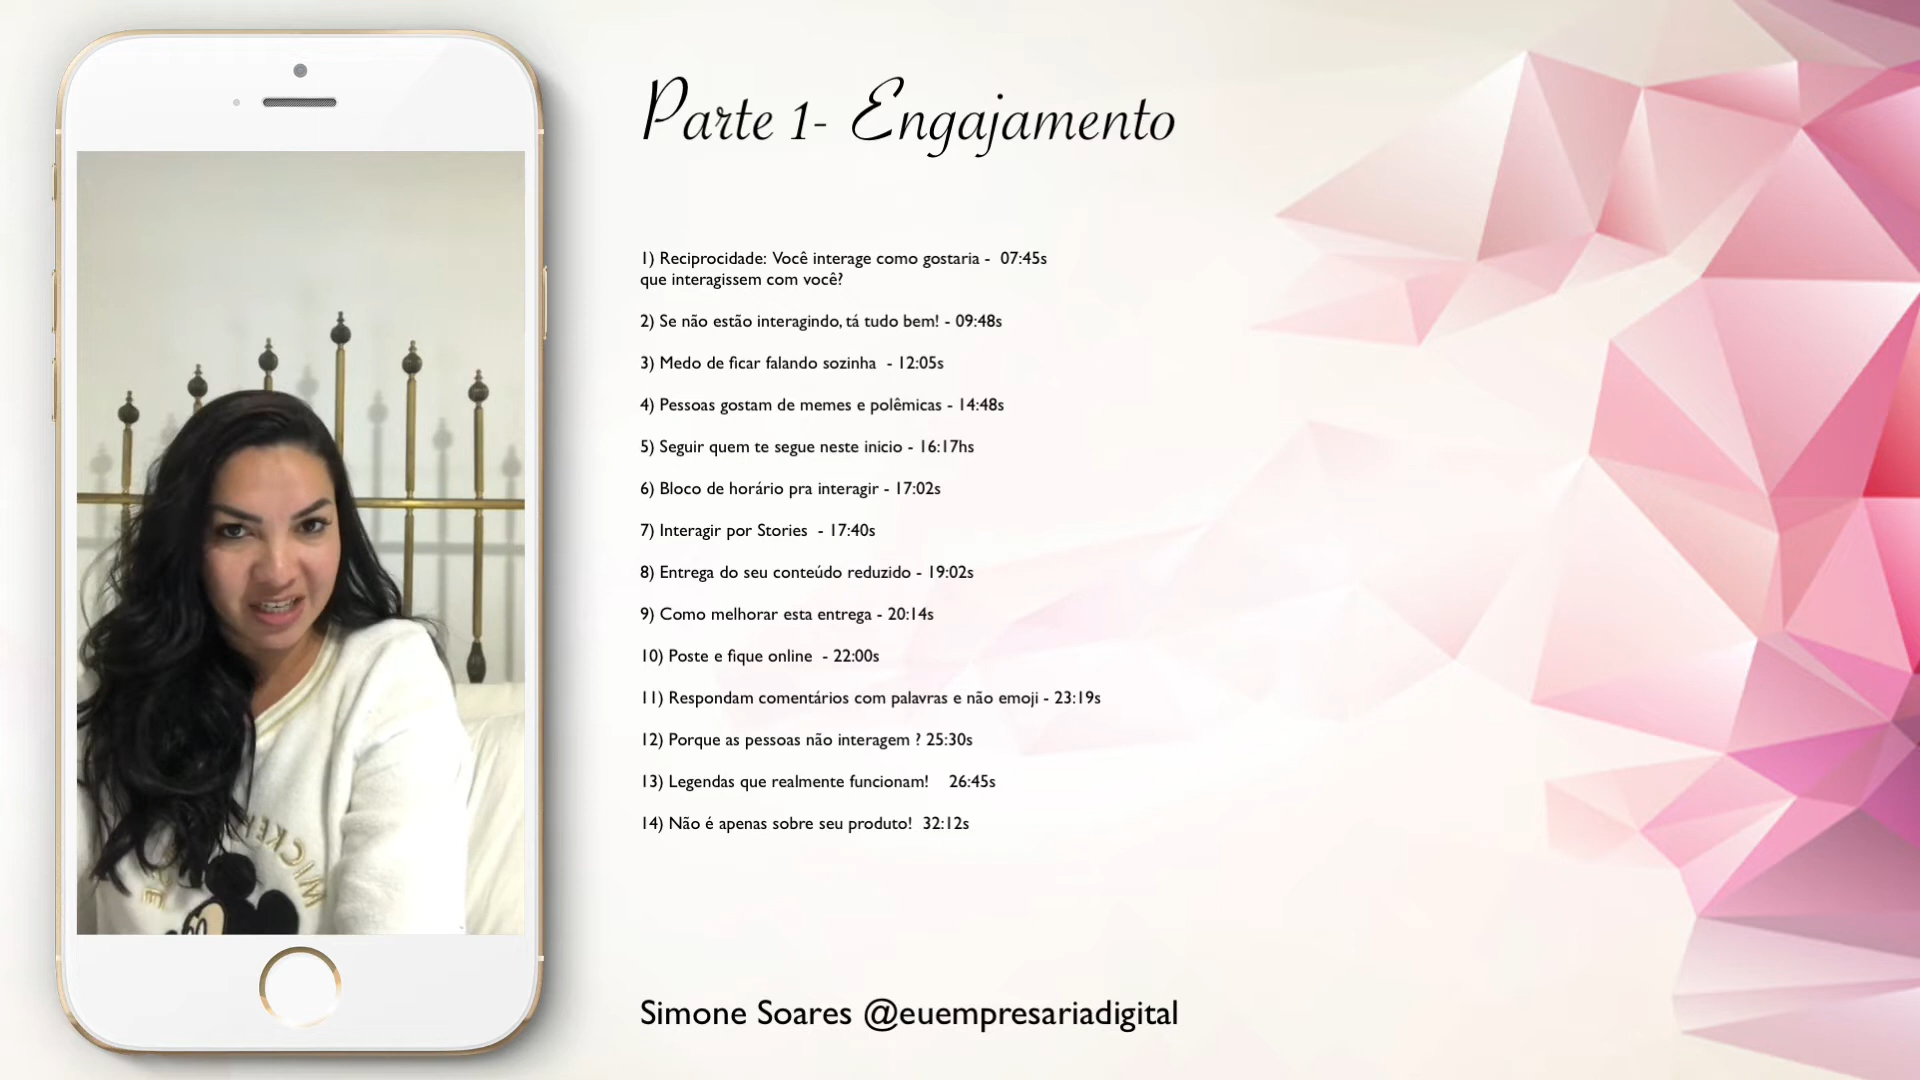 Parte 1- Engajamento
1) Reciprocidade: Você interage como gostaria - 07:45s
que interagissem com você?
2) Se não estão interagindo, tá tudo bem! - 09:48s
3) Medo de ficar falando sozinha - 12:05s
4) Pessoas gostam de memes e polêmicas - 14:48s
5) Seguir quem te segue neste inicio - 16:17hs
6) Bloco de horário pra interagir - 17:02s
7) Interagir por Stories - 17:40s
8) Entrega do seu conteúdo reduzido - 19:02s
9) Como melhorar esta entrega - 20:14s
10) Poste e fique online - 22:00s
11) Respondam comentários com palavras e não emoji - 23:19s
12) Porque as pessoas não interagem ? 25:30s
13) Legendas que realmente funcionam! 26:45s
14) Não é apenas sobre seu produto! 32:12s
MICKEY
Simone Soares @euempresariadigital